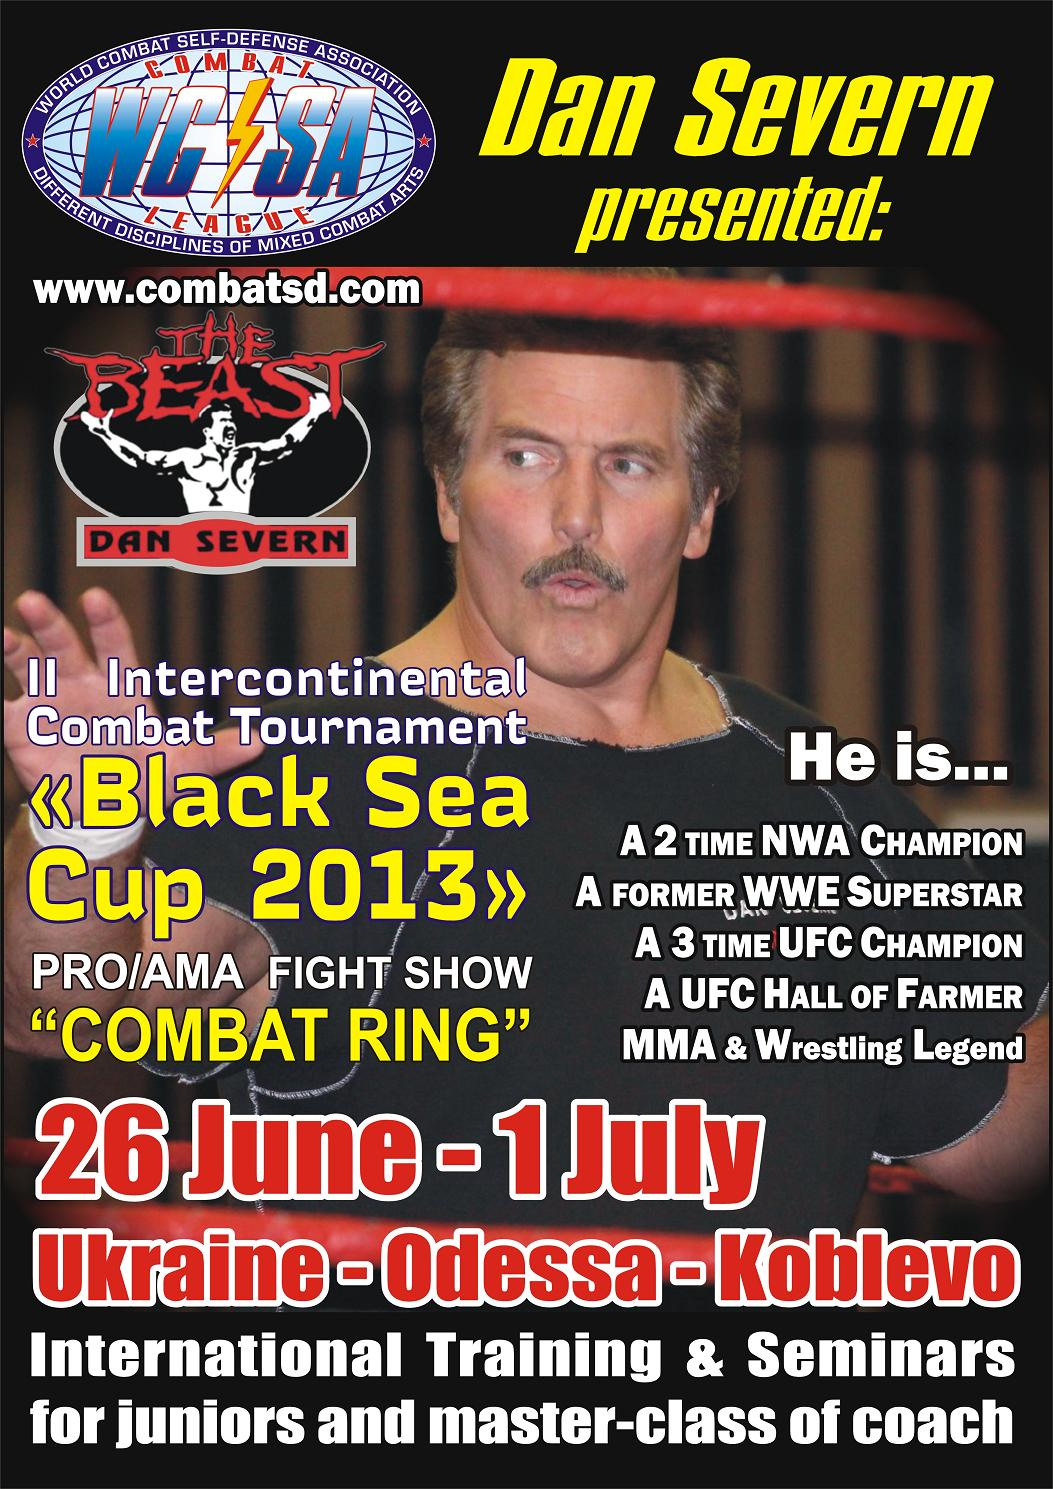 WORLD COMBAT SELF-DEFENSE ASSOCIATION
COMBAT
WCSA
LEAGUE
DIFFERENT DISCIPLINES OF MIXED COMBAT ARTS
Dan Severn
presented:
www.combatsd.com
THE
BEAST
DAN SEVERN
II Intercontinental
Combat Tournament
«Black Sea
Cup 2013»
PRO/AMA FIGHT SHOW
“COMBAT RING”
He is...
A 2 TIME NWA CHAMPION
A FORMER WWE SUPERSTAR
A 3 TIME UFC CHAMPION
A UFC HALL OF FARMER
MMA & Wrestling Legend
26 June - 1 July
Ukraine - Odessa - Koblevo
International Training & Seminars
for juniors and master-class of coach